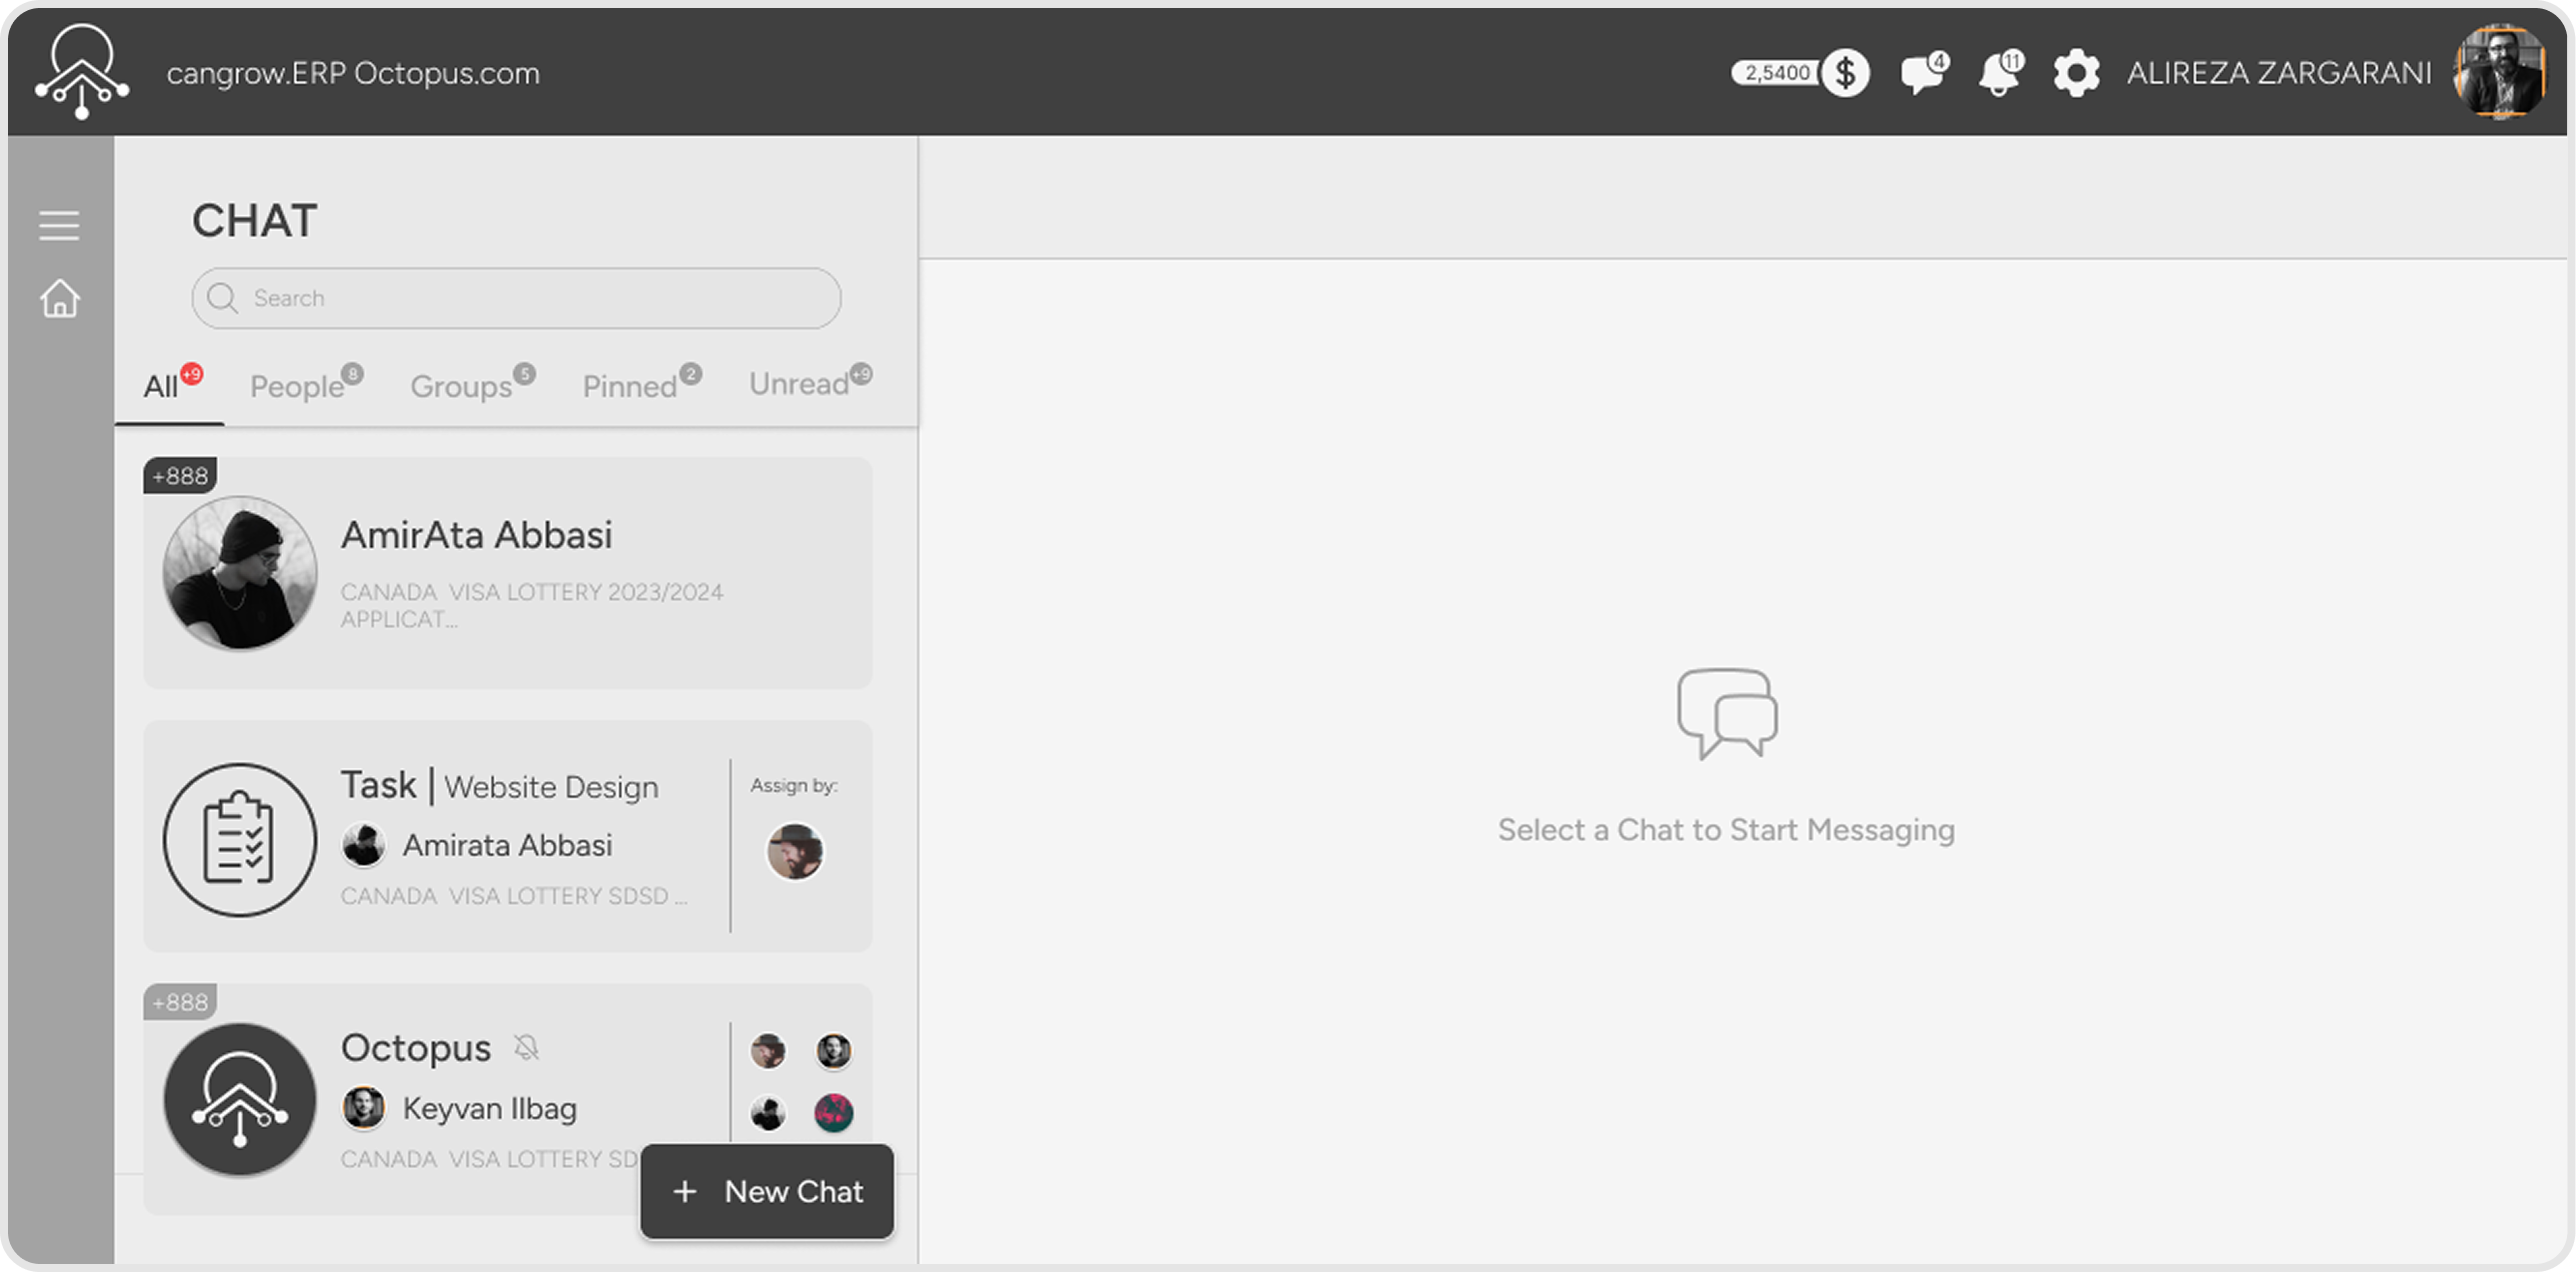 cangrow.ERP Octopus.com
2,5400 $ 4 11 ALIREZA ZARGARANI
CHAT
Search
All +9 People 8 Groups 5 Pinned 2 Unread +9
+888
AmirAta Abbasi
CANADA VISA LOTTERY 2023/2024
APPLICAT...
Task | Website Design
Assign by:
Amirata Abbasi
CANADA VISA LOTTERY SDSD ...
+888
Octopus
Keyvan Ilbag
CANADA VISA LOTTERY SD
+ New Chat
Select a Chat to Start Messaging